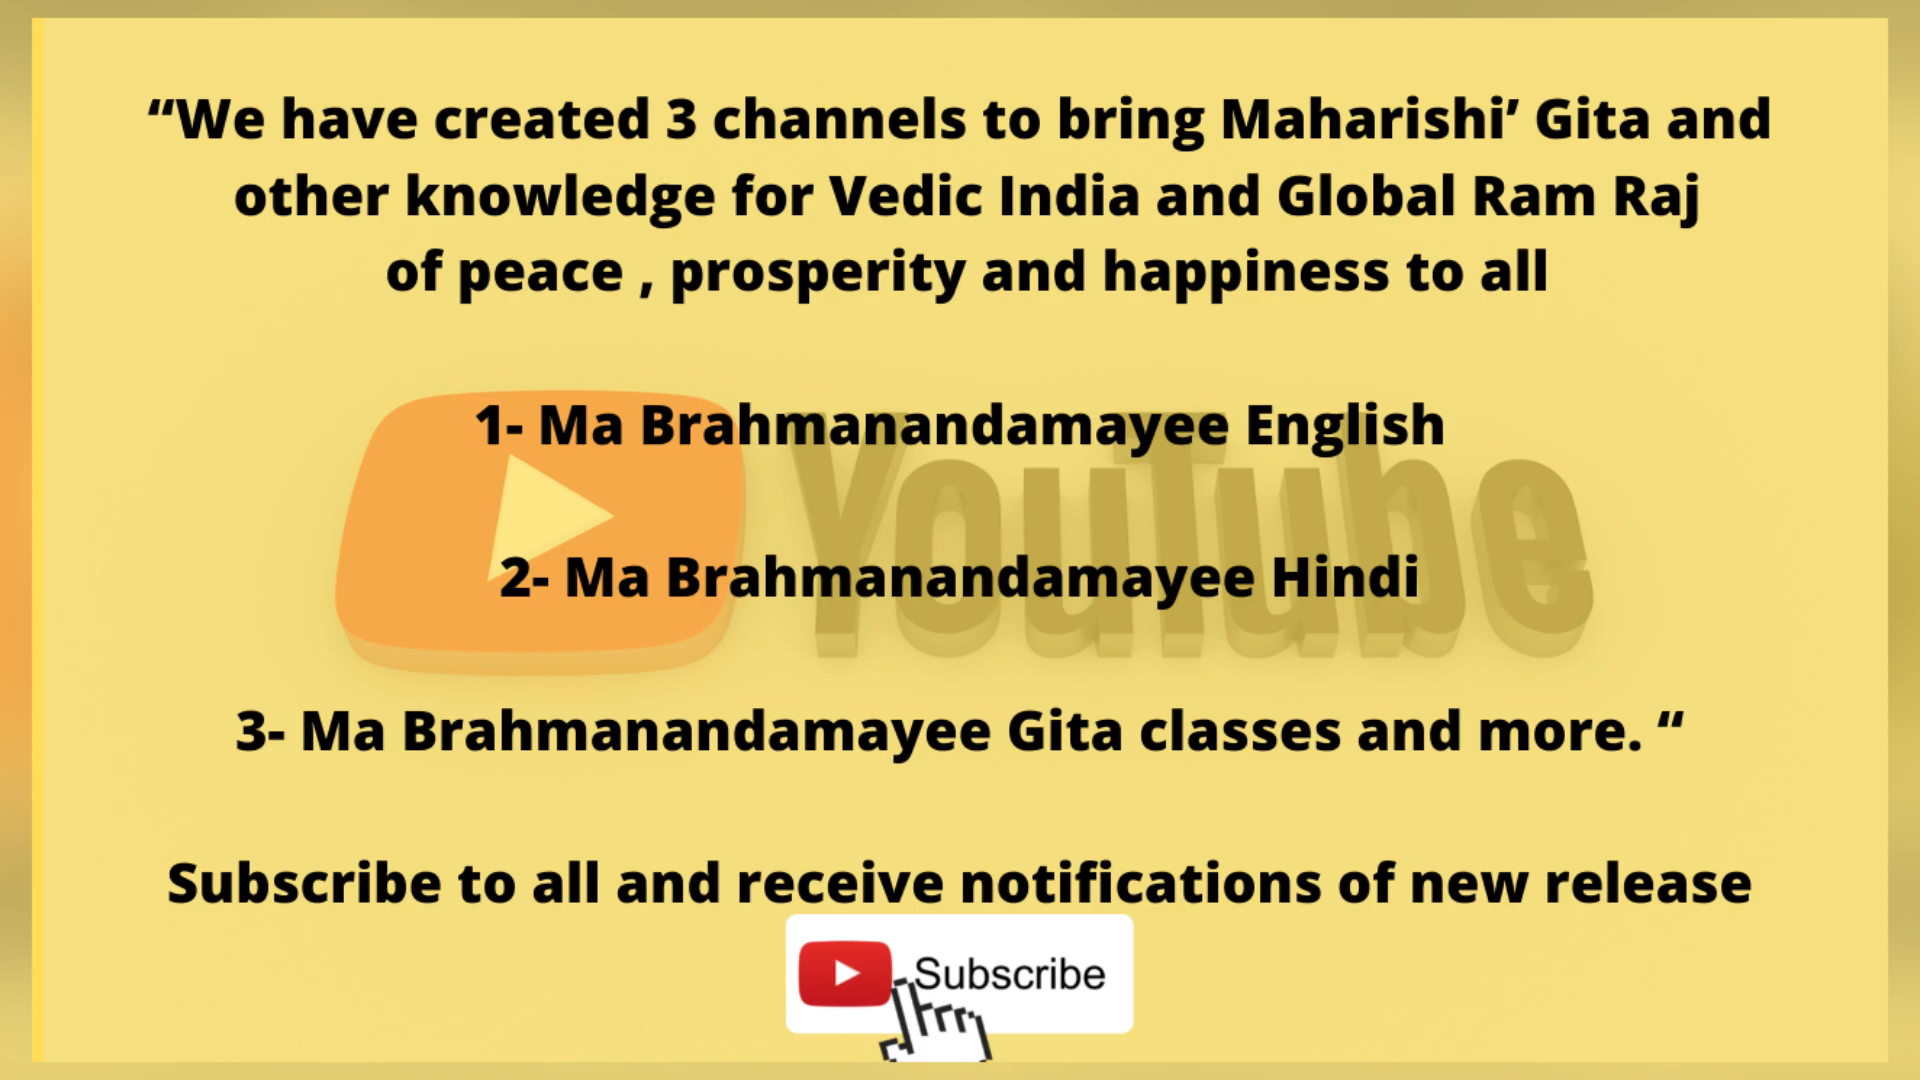 “We have created 3 channels to bring Maharishi’ Gita and
other knowledge for Vedic India and Global Ram Raj
of peace , prosperity and happiness to all
1- Ma Brahmanandamayee English
YouTube
2- Ma Brahmanandamayee Hindi
3- Ma Brahmanandamayee Gita classes and more. “
Subscribe to all and receive notifications of new release
Subscribe